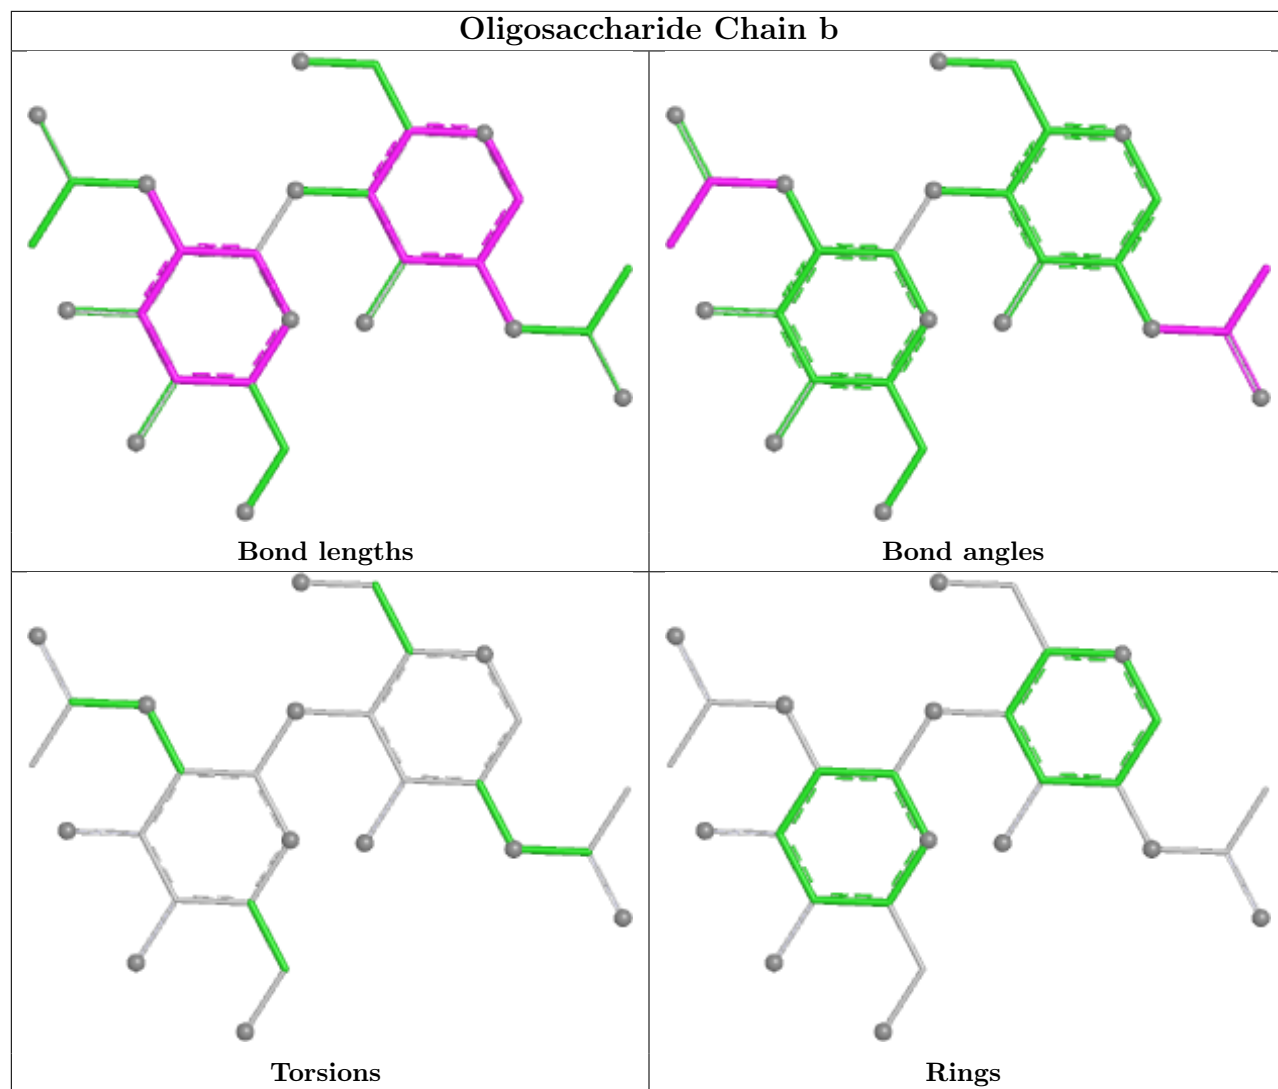 Oligosaccharide Chain b
Bond lengths
Bond angles
Torsions
Rings